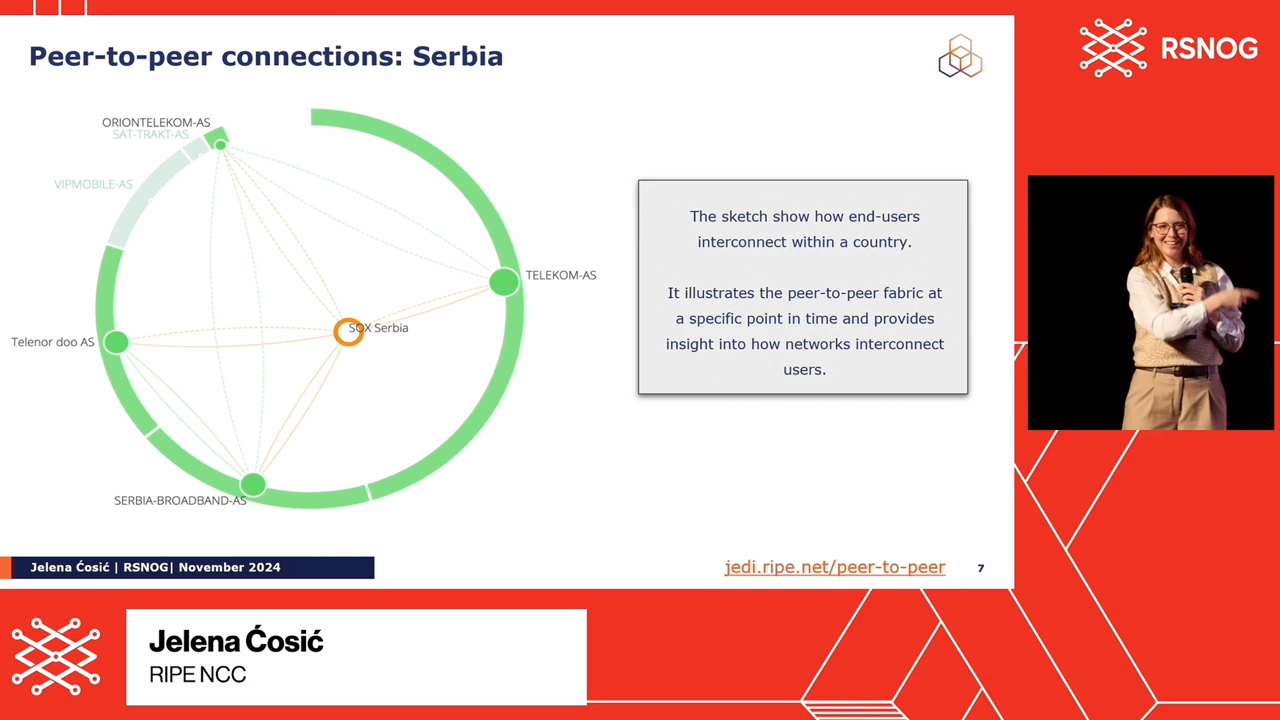 Peer-to-peer connections: Serbia
RSNOG
ORIONTELEKOM-AS
SAT-TRAKT-AS
VIPMOBILE-AS
TELEKOM-AS
SOX Serbia
Telenor doo AS
SERBIA-BROADBAND-AS
The sketch show how end-users
interconnect within a country.
It illustrates the peer-to-peer fabric at
a specific point in time and provides
insight into how networks interconnect
users.
Jelena Ćosić | RSNOG| November 2024
jedi.ripe.net/peer-to-peer
7
Jelena Ćosić
RIPE NCC